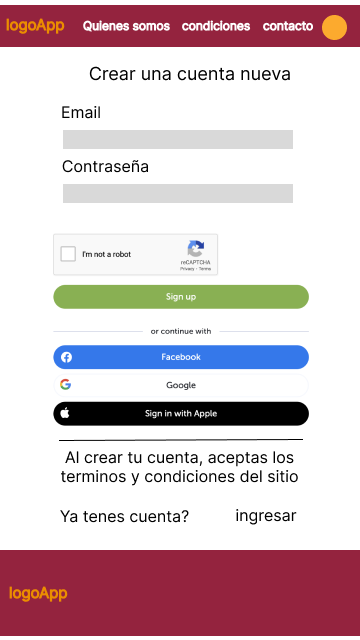 logoApp Quienes somos condiciones contacto
Crear una cuenta nueva
Email
Contraseña
I'm not a robot
reCAPTCHA
Privacy - Terms
Sign up
or continue with
Facebook
Google
Sign in with Apple
Al crear tu cuenta, aceptas los
terminos y condiciones del sitio
Ya tenes cuenta? ingresar
logoApp